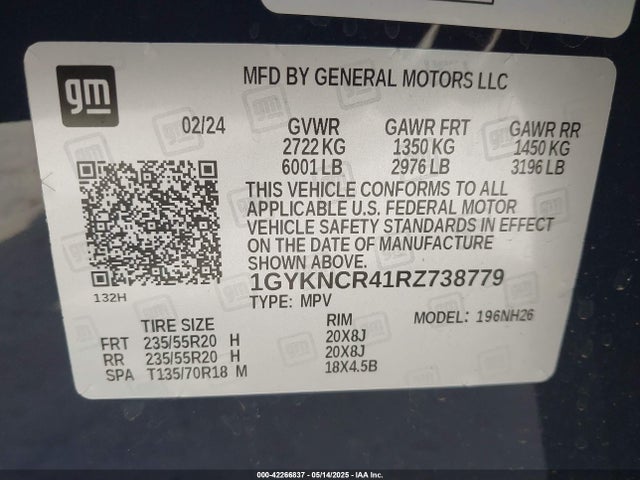 gm
MFD BY GENERAL MOTORS LLC
02/24 GVWR GAWR FRT GAWR RR
2722 KG 1350 KG 1450 KG
6001 LB 2976 LB 3196 LB
THIS VEHICLE CONFORMS TO ALL
APPLICABLE U.S. FEDERAL MOTOR
VEHICLE SAFETY STANDARDS IN EFFECT
ON THE DATE OF MANUFACTURE
SHOWN ABOVE.
1GYKNCR41RZ738779
132H
TYPE: MPV
MODEL: 196NH26
TIRE SIZE RIM
FRT 235/55R20 H 20X8J
RR 235/55R20 H 20X8J
SPA T135/70R18 M 18X4.5B
000-42266837 - 05/14/2025 - IAA Inc.